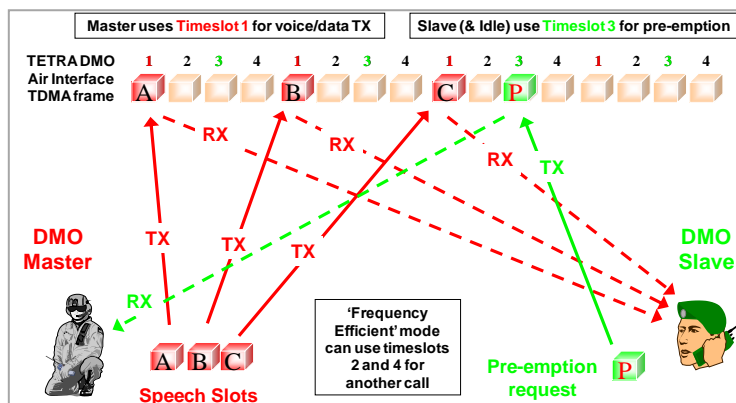 Master uses Timeslot 1 for voice/data TX
Slave (& Idle) use Timeslot 3 for pre-emption
TETRA DMO 1 2 3 4 1 2 3 4 1 2 3 4 1 2 3 4
Air Interface
TDMA frame
A B C P
RX RX RX
TX
DMO
Master
TX TX TX
DMO
Slave
RX
'Frequency
Efficient' mode
can use timeslots
2 and 4 for
another call
A B C
Speech Slots
Pre-emption
request
P